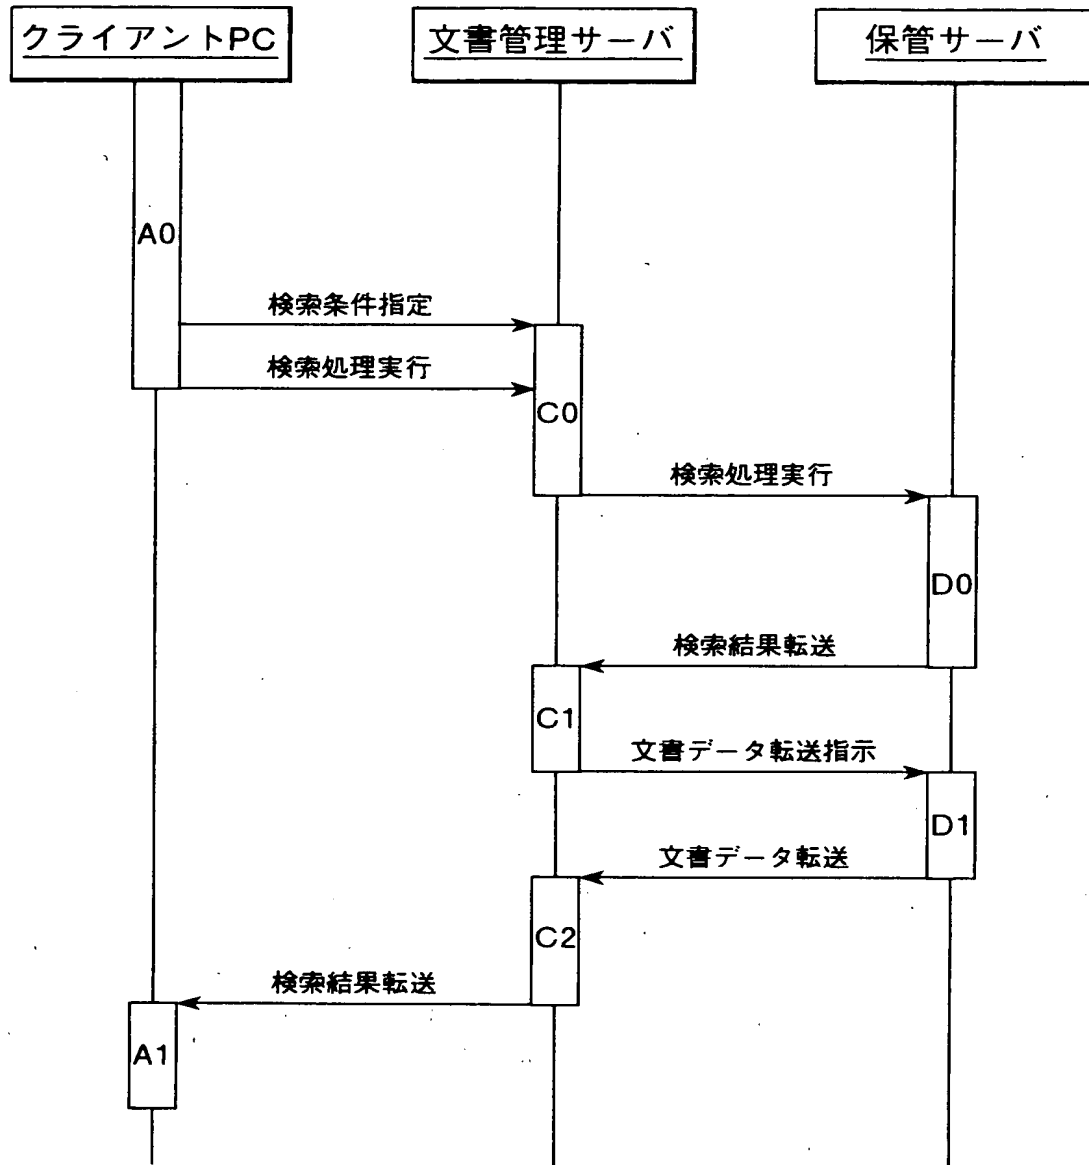 クライアントPC
文書管理サーバ
保管サーバ
A0
検索条件指定
検索処理実行
C0
検索処理実行
D0
検索結果転送
C1
文書データ転送指示
D1
文書データ転送
C2
検索結果転送
A1